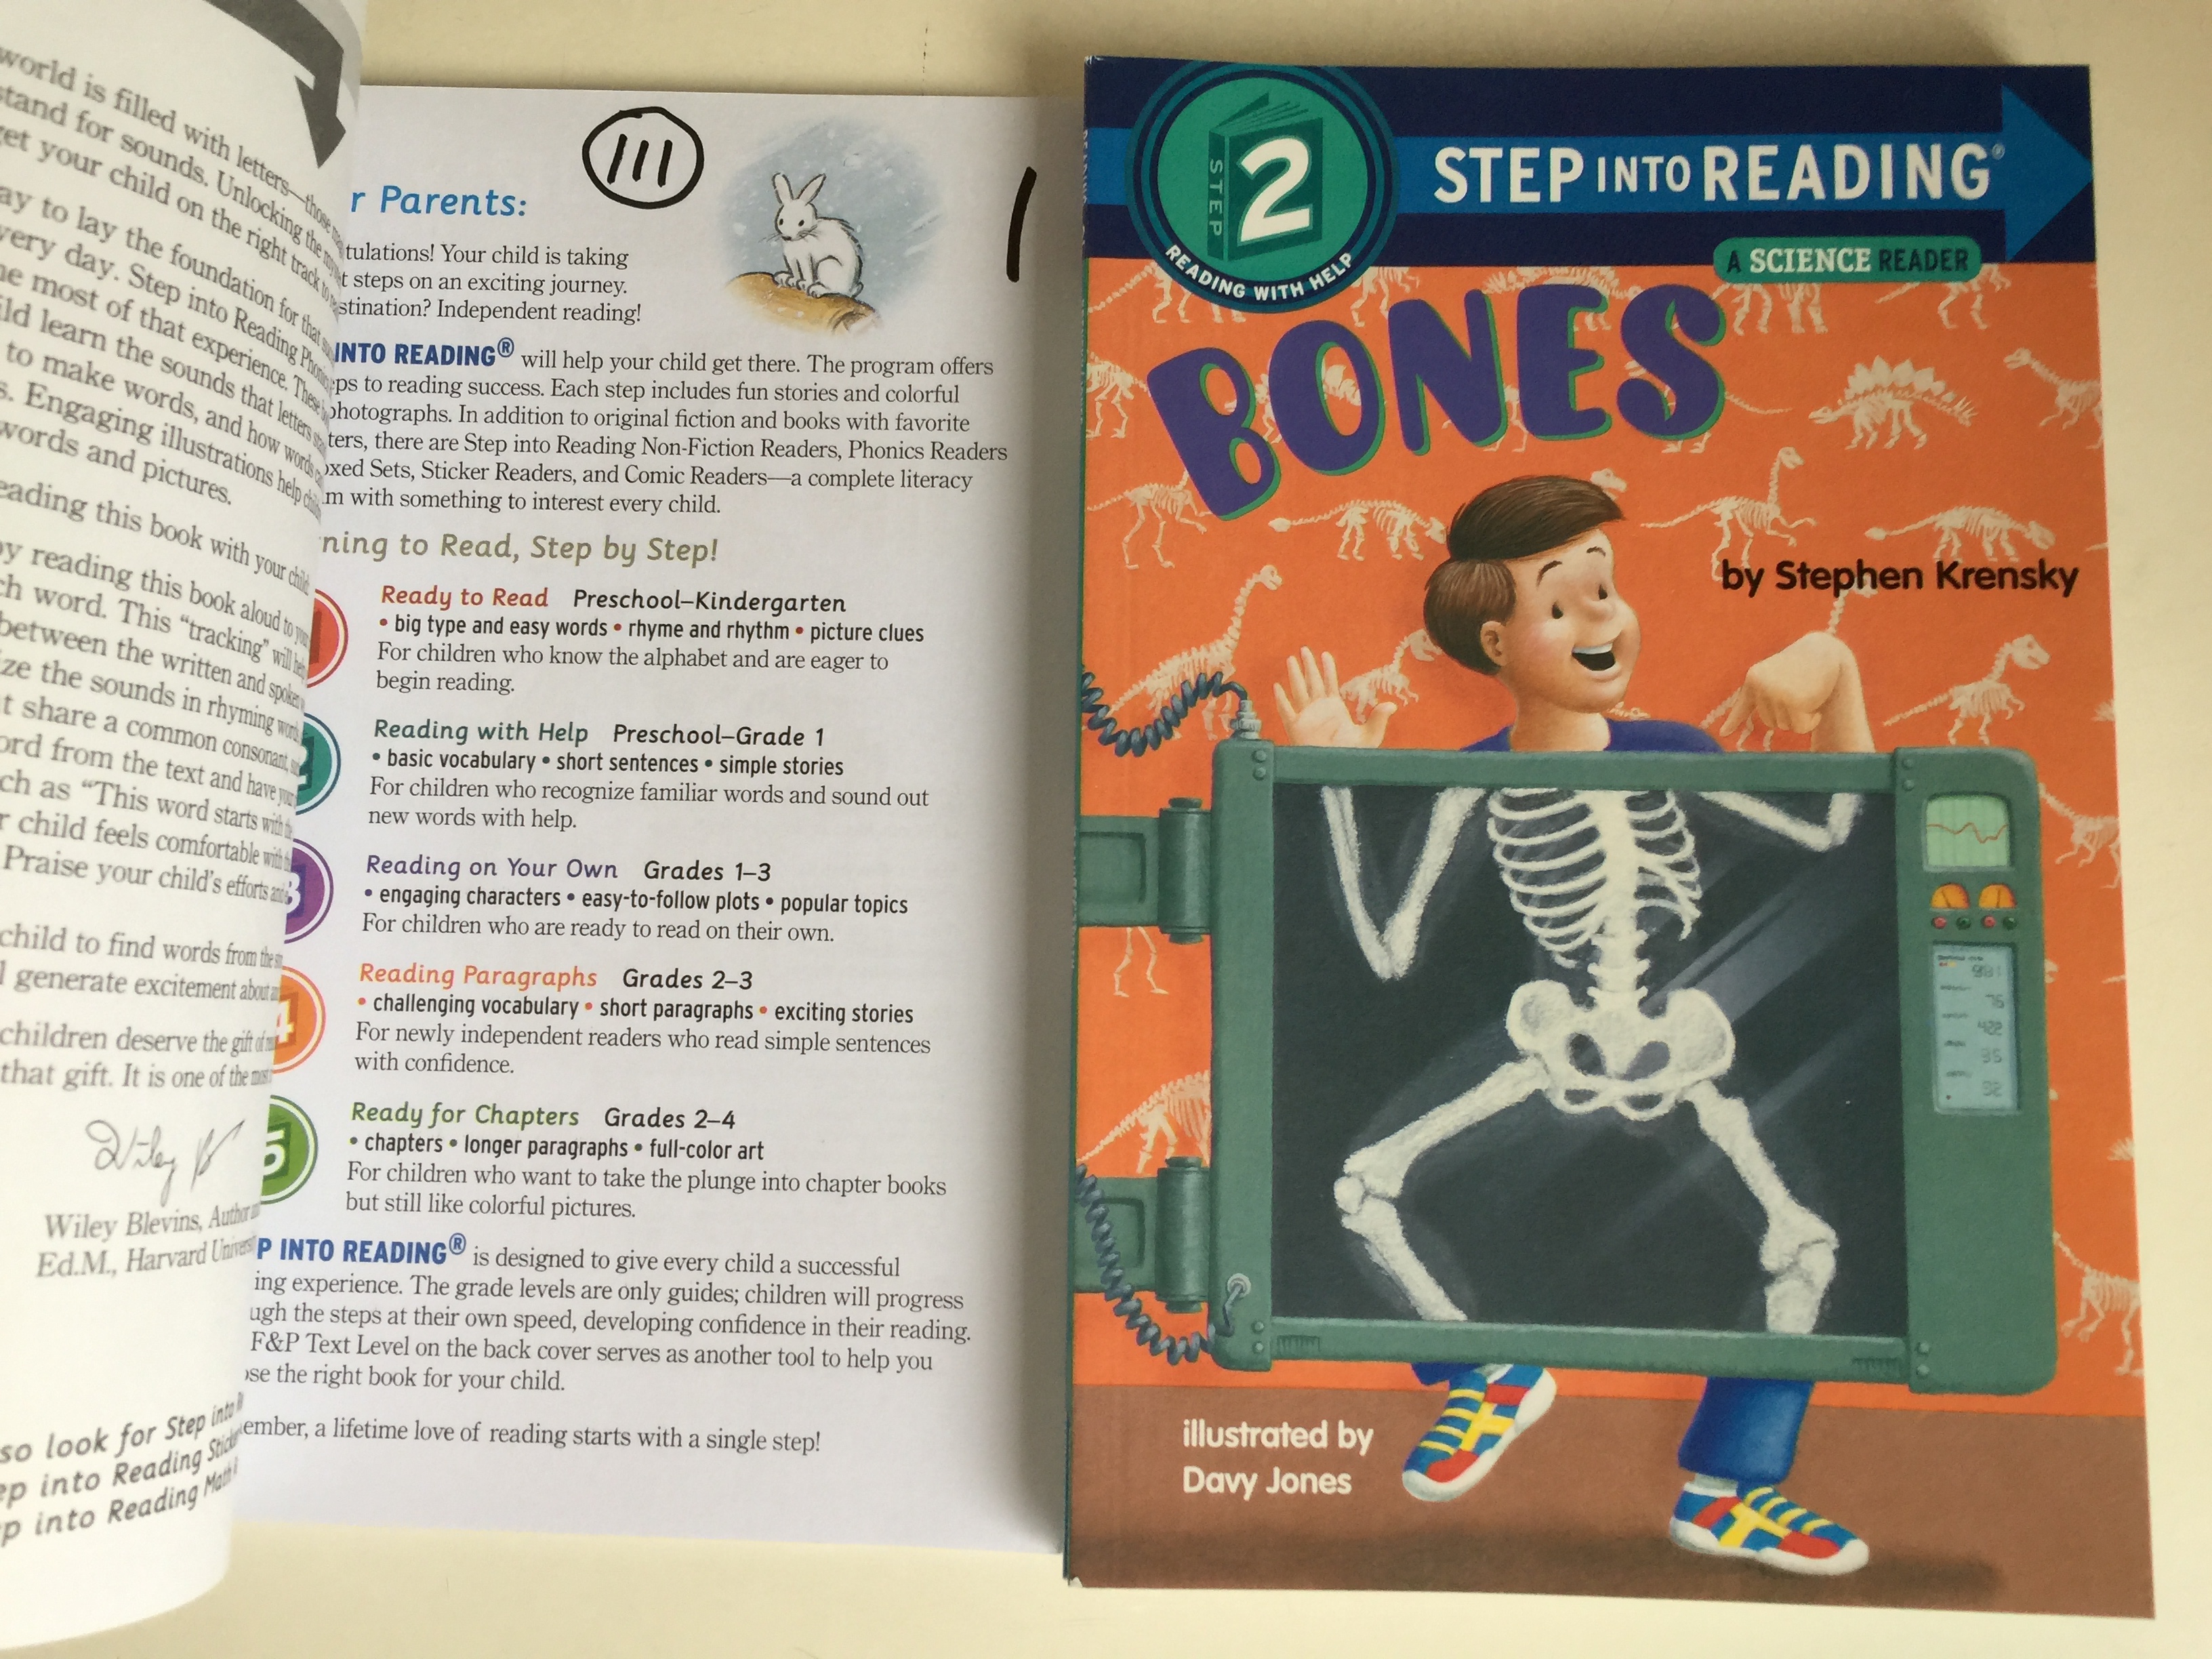 world is filled with letters—those
stand for sounds. Unlocking the
get your child on the right track to
ay to lay the foundation for that
very day. Step into Reading
he most of that experience. These
ild learn the sounds that letters
to make words, and how words
s. Engaging illustrations help
words and pictures.
eading this book with your child
by reading this book aloud to
ch word. This “tracking” will
between the written and spoken
ize the sounds in rhyming
t share a common consonant,
ord from the text and have
ch as “This word starts with
r child feels comfortable
Praise your child’s efforts
child to find words from the
l generate excitement about
children deserve the gift of
that gift. It is one of the
Wiley Blevins, Author
Ed.M., Harvard
so look for Step into
ep into Reading
p into Reading Math
111
r Parents:
tulations! Your child is taking
t steps on an exciting journey.
stination? Independent reading!
INTO READING® will help your child get there. The program offers
eps to reading success. Each step includes fun stories and colorful
photographs. In addition to original fiction and books with favorite
ters, there are Step into Reading Non-Fiction Readers, Phonics Readers
oxed Sets, Sticker Readers, and Comic Readers—a complete literacy
m with something to interest every child.
ning to Read, Step by Step!
Ready to Read Preschool–Kindergarten
• big type and easy words • rhyme and rhythm • picture clues
For children who know the alphabet and are eager to
begin reading.
Reading with Help Preschool–Grade 1
• basic vocabulary • short sentences • simple stories
For children who recognize familiar words and sound out
new words with help.
3
Reading on Your Own Grades 1–3
• engaging characters • easy-to-follow plots • popular topics
For children who are ready to read on their own.
4
Reading Paragraphs Grades 2–3
• challenging vocabulary • short paragraphs • exciting stories
For newly independent readers who read simple sentences
with confidence.
5
Ready for Chapters Grades 2–4
• chapters • longer paragraphs • full-color art
For children who want to take the plunge into chapter books
but still like colorful pictures.
P INTO READING® is designed to give every child a successful
ing experience. The grade levels are only guides; children will progress
ugh the steps at their own speed, developing confidence in their reading.
F&P Text Level on the back cover serves as another tool to help you
ose the right book for your child.
ember, a lifetime love of reading starts with a single step!
STEP 2
READING WITH HELP
STEP INTO READING®
A SCIENCE READER
BONES
by Stephen Krensky
illustrated by
Davy Jones